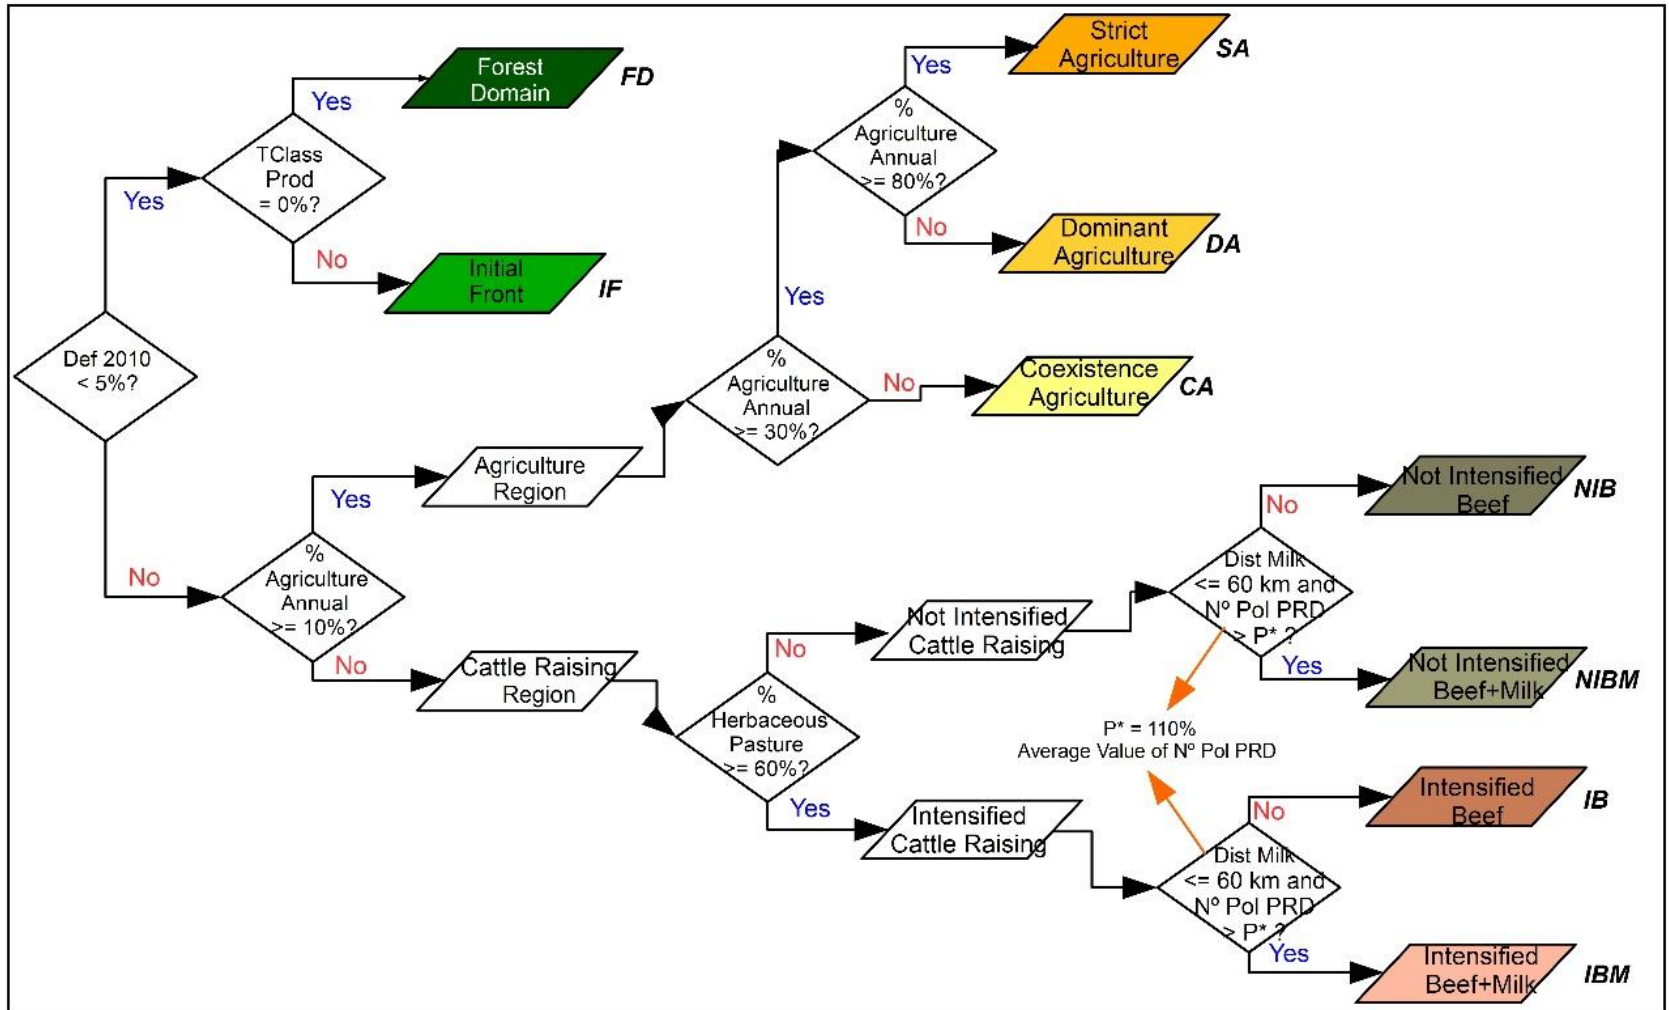 Forest
Domain
FD
Yes
TClass
Prod
= 0%?
Yes
No
Initial
Front
IF
Def 2010
< 5%?
No
%
Agriculture
Annual
>= 10%?
Yes
Agriculture
Region
No
Cattle Raising
Region
%
Agriculture
Annual
>= 30%?
Yes
No
Coexistence
Agriculture
CA
%
Agriculture
Annual
>= 80%?
Yes
Strict
Agriculture
SA
No
Dominant
Agriculture
DA
%
Herbaceous
Pasture
>= 60%?
No
Not Intensified
Cattle Raising
Yes
Intensified
Cattle Raising
Dist Milk
<= 60 km and
Nº Pol PRD
> P* ?
No
Not Intensified
Beef
NIB
Yes
Not Intensified
Beef+Milk
NIBM
P* = 110%
Average Value of Nº Pol PRD
Dist Milk
<= 60 km and
Nº Pol PRD
> P* ?
No
Intensified
Beef
IB
Yes
Intensified
Beef+Milk
IBM